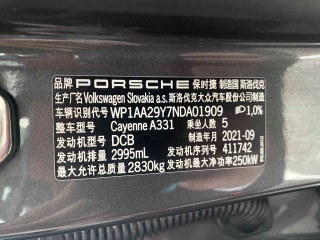 品牌 PORSCHE 保时捷 制造国 斯洛伐克
生产厂名 Volkswagen Slovakia a.s. 斯洛伐克大众汽车股份公司制造
车辆识别代号 WP1AA29Y7NDA01909 1,0%
整车型号 Cayenne A331 乘坐人数 5
发动机型号 DCB 制造年月 2021-09
发动机排量 2995mL 发动机序列号 411742
最大允许总质量 2830kg 发动机最大净功率 250kW